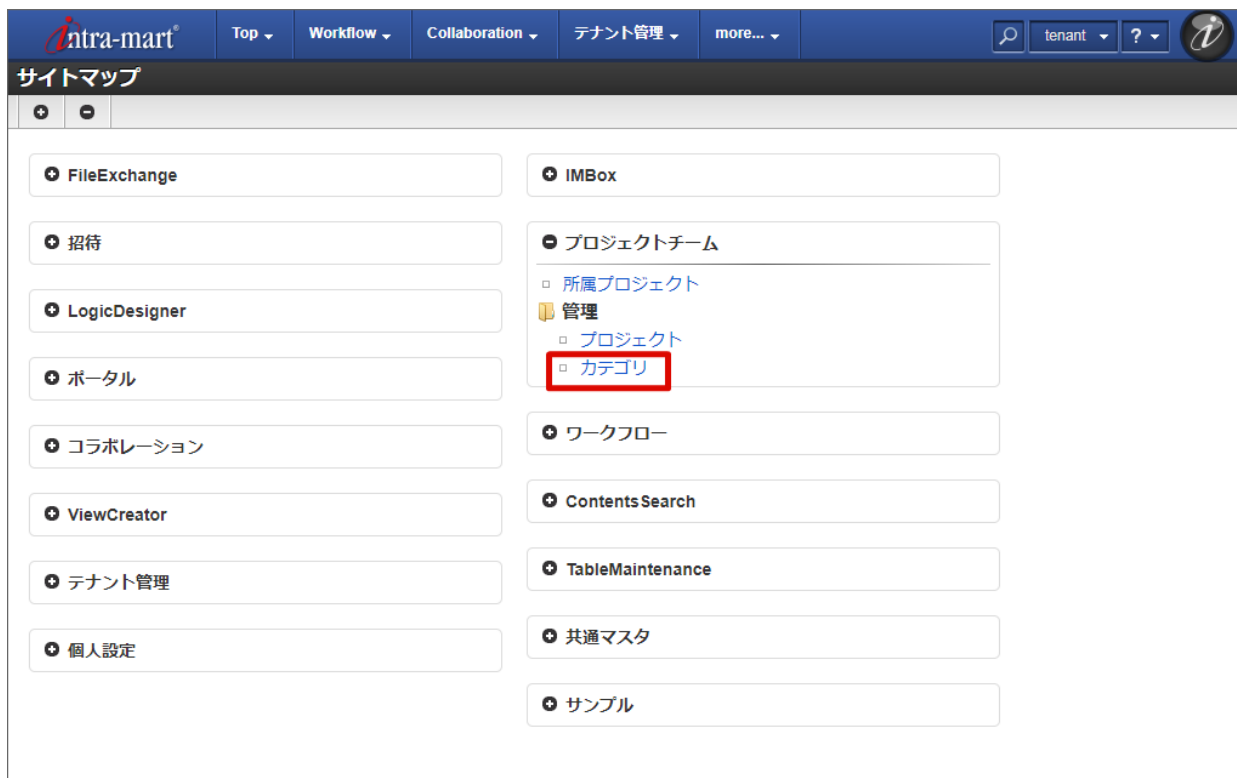 intra-mart®
Top
Workflow
Collaboration
テナント管理
more...
tenant
?
サイトマップ
FileExchange
招待
LogicDesigner
ポータル
コラボレーション
ViewCreator
テナント管理
個人設定
IMBox
プロジェクトチーム
所属プロジェクト
管理
プロジェクト
カテゴリ
ワークフロー
ContentsSearch
TableMaintenance
共通マスタ
サンプル